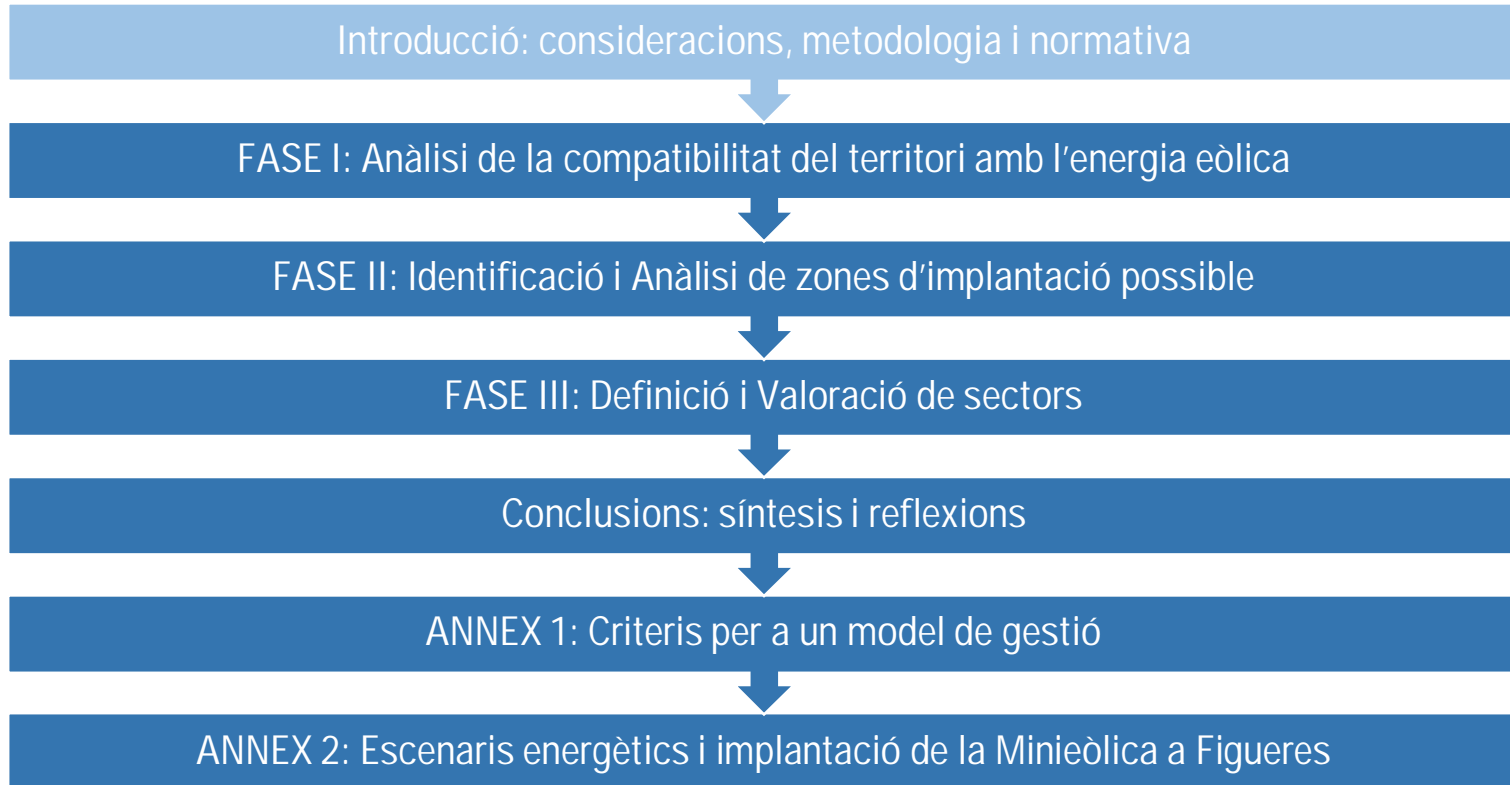 Introducció: consideracions, metodologia i normativa
FASE I: Anàlisi de la compatibilitat del territori amb l'energia eòlica
FASE II: Identificació i Anàlisi de zones d'implantació possible
FASE III: Definició i Valoració de sectors
Conclusions: síntesis i reflexions
ANNEX 1: Criteris per a un model de gestió
ANNEX 2: Escenaris energètics i implantació de la Minieòlica a Figueres